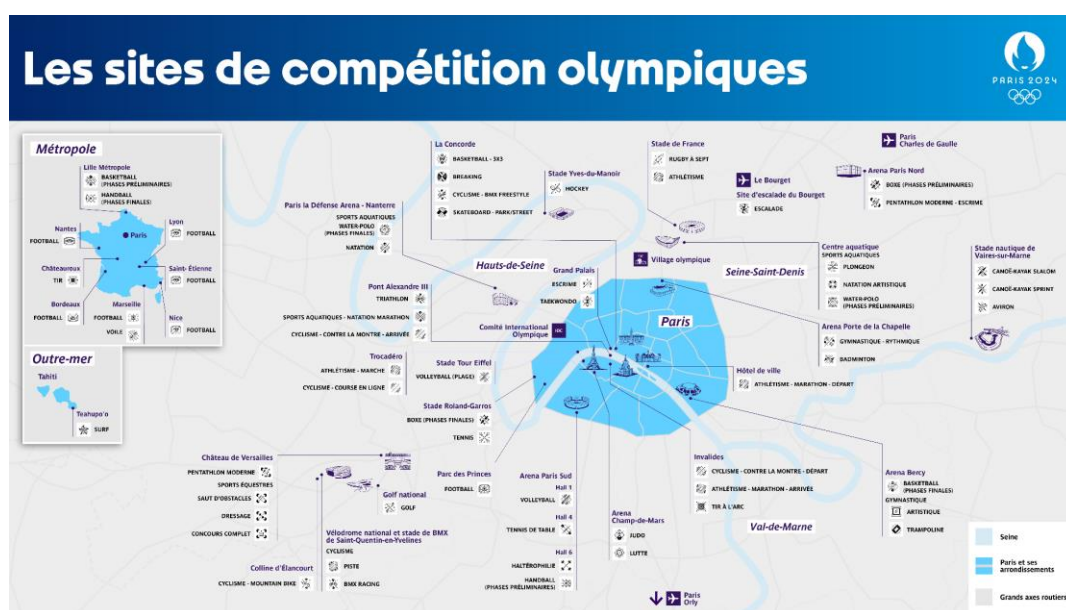 Les sites de compétition olympiques
PARIS 2024
Métropole
Lille Métropole
BASKETBALL
(PHASES PRÉLIMINAIRES)
HANDBALL
(PHASES FINALES)
Paris
Nantes
FOOTBALL
Lyon
FOOTBALL
Châteauroux
TIR
Saint-Étienne
FOOTBALL
Bordeaux
FOOTBALL
Marseille
FOOTBALL
VOILE
Nice
FOOTBALL
Outre-mer
Tahiti
Teahupo'o
SURF
La Concorde
BASKETBALL - 3X3
BREAKING
CYCLISME - BMX FREESTYLE
SKATEBOARD - PARK/STREET
Stade Yves-du-Manoir
HOCKEY
Stade de France
RUGBY À SEPT
ATHLÉTISME
Paris
Charles de Gaulle
Le Bourget
Site d'escalade du Bourget
ESCALADE
Arena Paris Nord
BOXE (PHASES PRÉLIMINAIRES)
PENTATHLON MODERNE - ESCRIME
Paris la Défense Arena - Nanterre
SPORTS AQUATIQUES
WATER-POLO
(PHASES FINALES)
NATATION
Hauts-de-Seine
Village olympique
Seine-Saint-Denis
Centre aquatique
SPORTS AQUATIQUES
PLONGEON
NATATION ARTISTIQUE
WATER-POLO
(PHASES PRÉLIMINAIRES)
Stade nautique de
Vaires-sur-Marne
CANOË-KAYAK SLALOM
CANOË-KAYAK SPRINT
AVIRON
Grand Palais
ESCRIME
TAEKWONDO
Pont Alexandre III
TRIATHLON
SPORTS AQUATIQUES - NATATION MARATHON
CYCLISME - CONTRE LA MONTRE - ARRIVÉE
Comité International
Olympique
Paris
Arena Porte de la Chapelle
GYMNASTIQUE - RYTHMIQUE
BADMINTON
Trocadéro
ATHLÉTISME - MARCHE
CYCLISME - COURSE EN LIGNE
Stade Tour Eiffel
VOLLEYBALL (PLAGE)
Hôtel de ville
ATHLÉTISME - MARATHON - DÉPART
Stade Roland-Garros
BOXE (PHASES FINALES)
TENNIS
Château de Versailles
PENTATHLON MODERNE
SPORTS ÉQUESTRES
SAUT D'OBSTACLES
DRESSAGE
CONCOURS COMPLET
Golf national
GOLF
Parc des Princes
FOOTBALL
Arena Paris Sud
Hall 1
VOLLEYBALL
Hall 4
TENNIS DE TABLE
Hall 6
HALTÉROPHILIE
HANDBALL
(PHASES PRÉLIMINAIRES)
Arena
Champ-de-Mars
JUDO
LUTTE
Invalides
CYCLISME - CONTRE LA MONTRE - DÉPART
ATHLÉTISME - MARATHON - ARRIVÉE
TIR À L'ARC
Val-de-Marne
Arena Bercy
BASKETBALL
(PHASES FINALES)
GYMNASTIQUE
ARTISTIQUE
TRAMPOLINE
Vélodrome national et stade de BMX
de Saint-Quentin-en-Yvelines
CYCLISME
PISTE
BMX RACING
Colline d'Élancourt
CYCLISME - MOUNTAIN BIKE
Paris
Orly
Seine
Paris et ses
arrondissements
Grands axes routiers